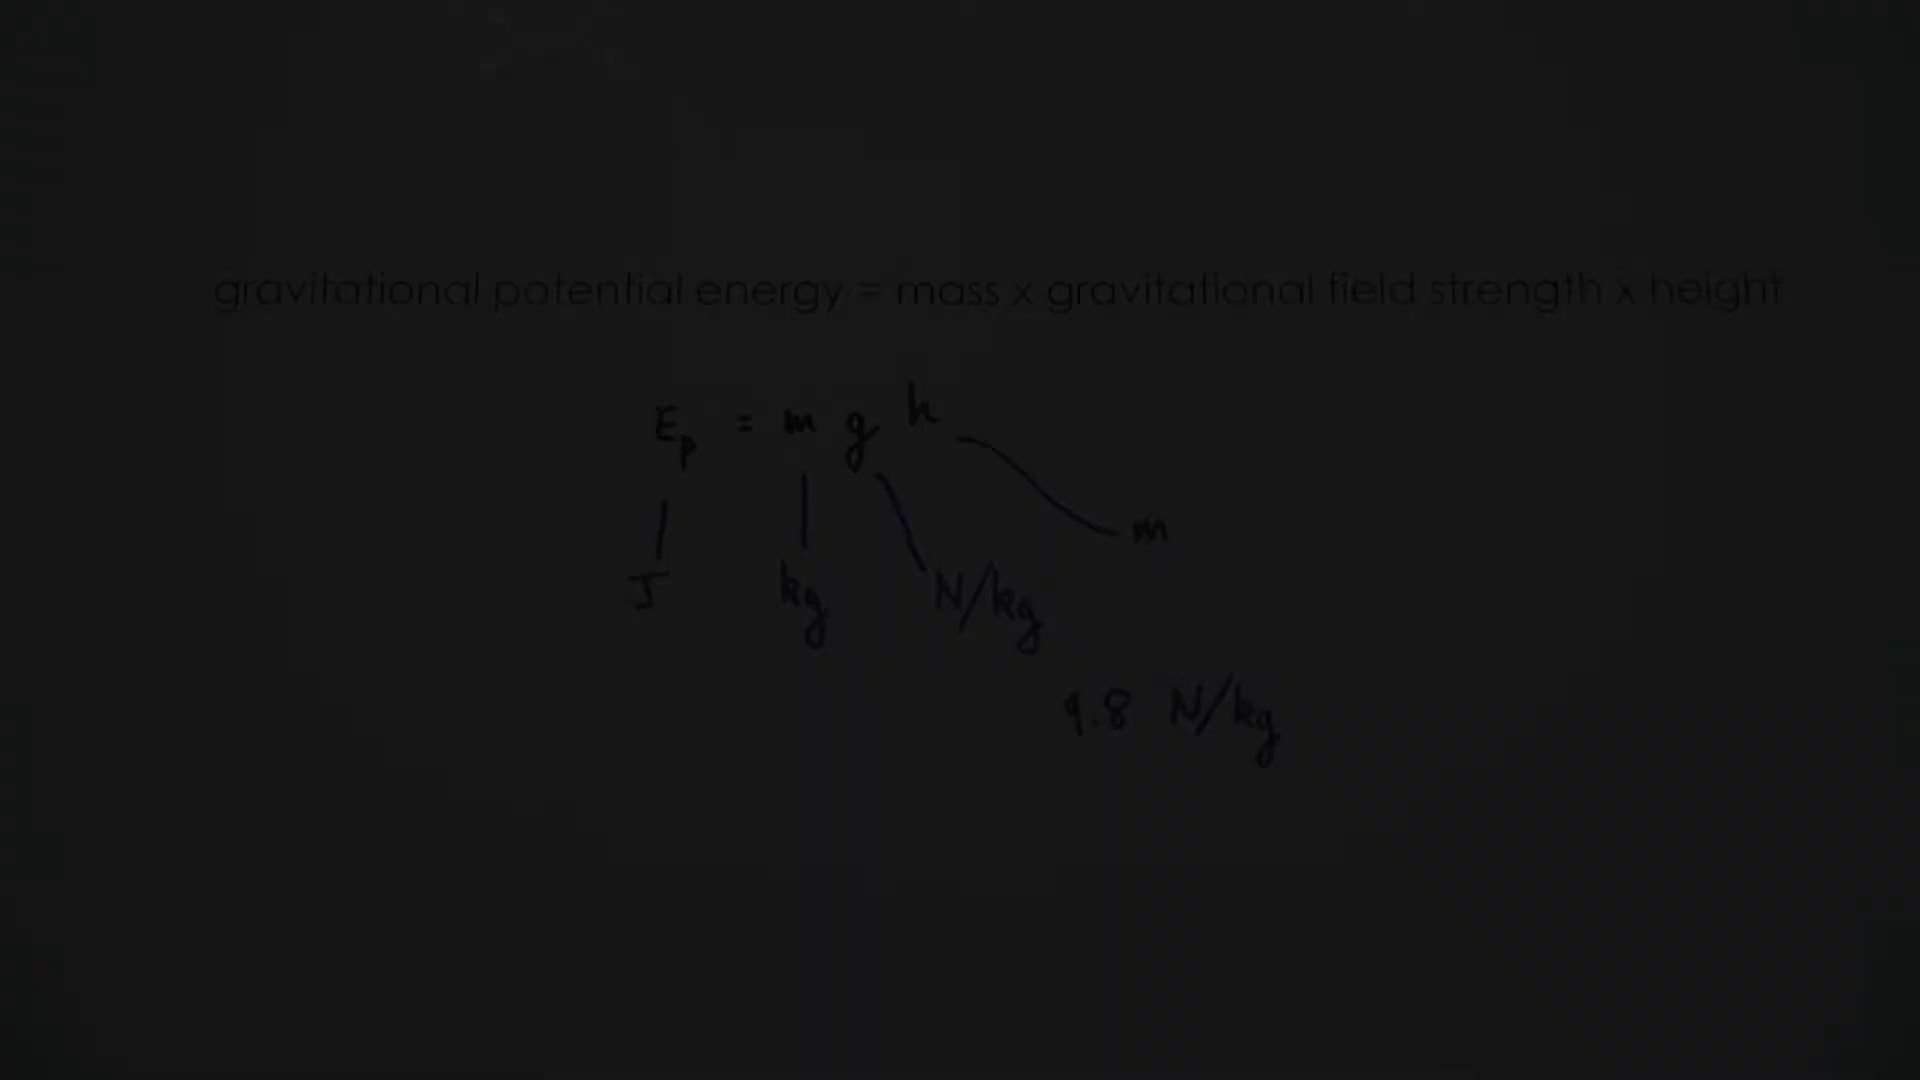 gravitational potential energy = mass x gravitational field strength x height
Ep = m g h
m
J kg N/kg
9.8 N/kg